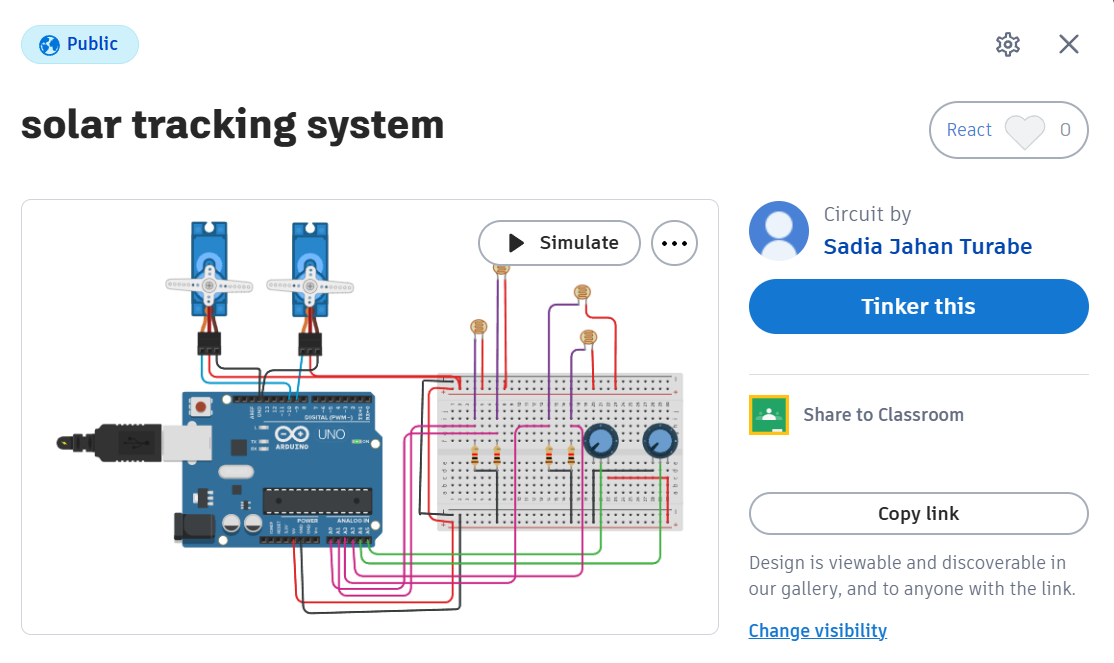 Public
solar tracking system
React 0
Simulate
Circuit by
Sadia Jahan Turabe
Tinker this
DIGITAL (PWM~)
UNO
ARDUINO
ON
POWER
ANALOG IN
Share to Classroom
Copy link
Design is viewable and discoverable in
our gallery, and to anyone with the link.
Change visibility